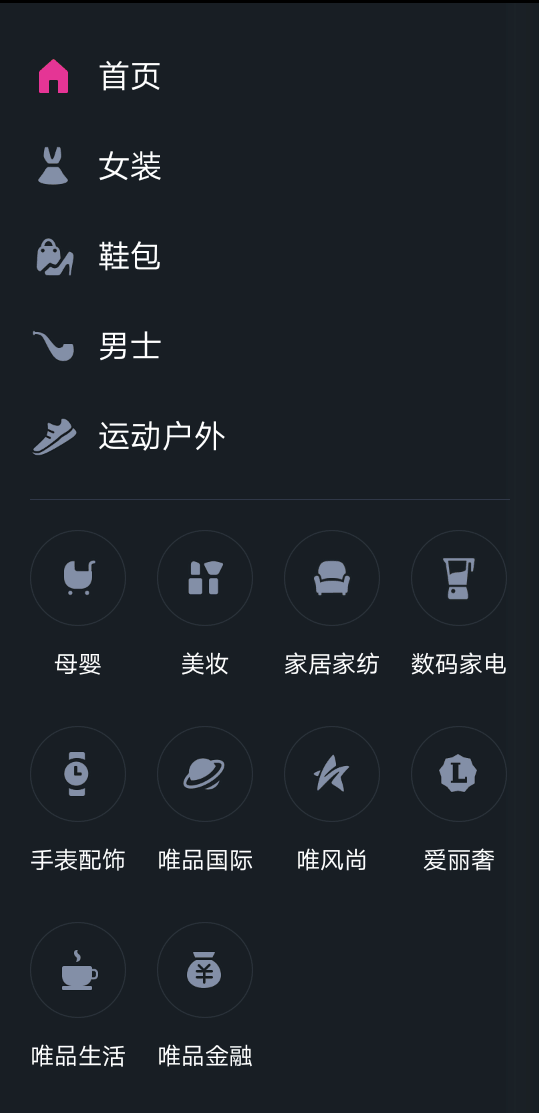 首页
女装
鞋包
男士
运动户外
母婴 美妆 家居家纺 数码家电
手表配饰 唯品国际 唯风尚 爱丽奢
唯品生活 唯品金融